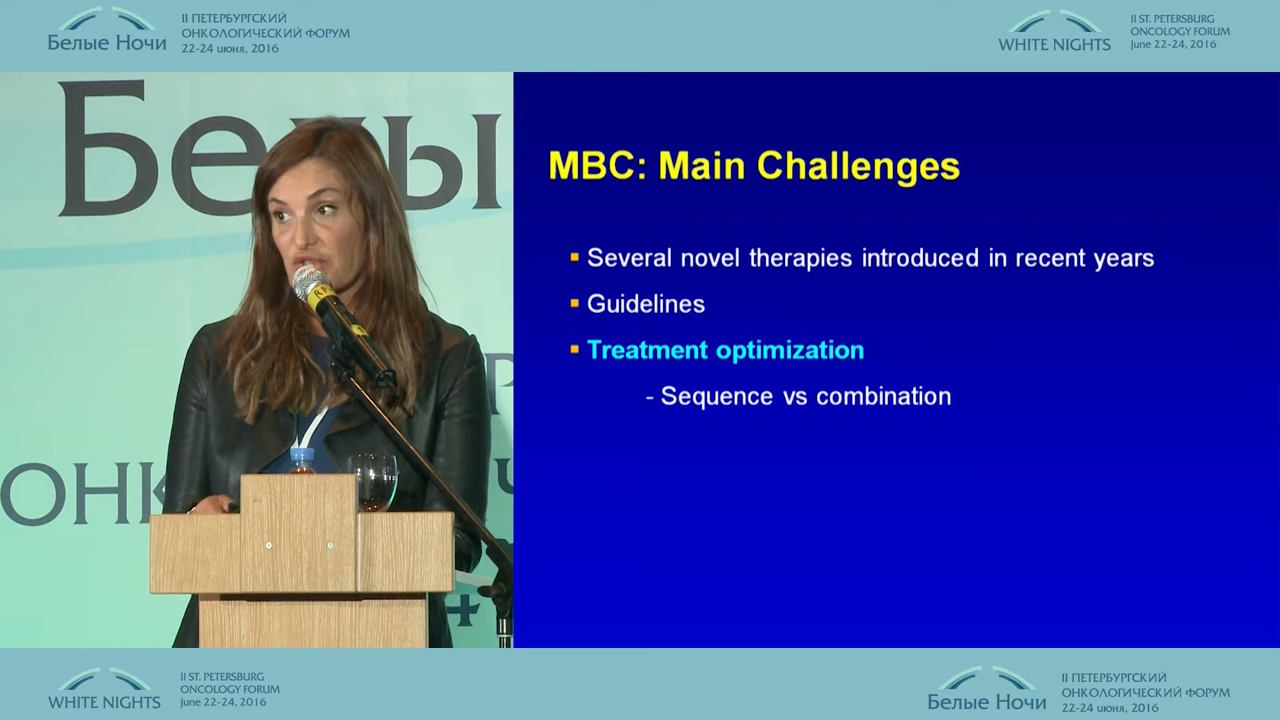 II ПЕТЕРБУРГСКИЙ
ОНКОЛОГИЧЕСКИЙ ФОРУМ
Белые Ночи
22-24 июня, 2016
II ST. PETERSBURG
ONCOLOGY FORUM
WHITE NIGHTS
June 22-24, 2016
Белы
ОНК
MBC: Main Challenges
Several novel therapies introduced in recent years
Guidelines
Treatment optimization
- Sequence vs combination
II ST. PETERSBURG
ONCOLOGY FORUM
WHITE NIGHTS
June 22-24, 2016
II ПЕТЕРБУРГСКИЙ
ОНКОЛОГИЧЕСКИЙ ФОРУМ
Белые Ночи
22-24 июня, 2016